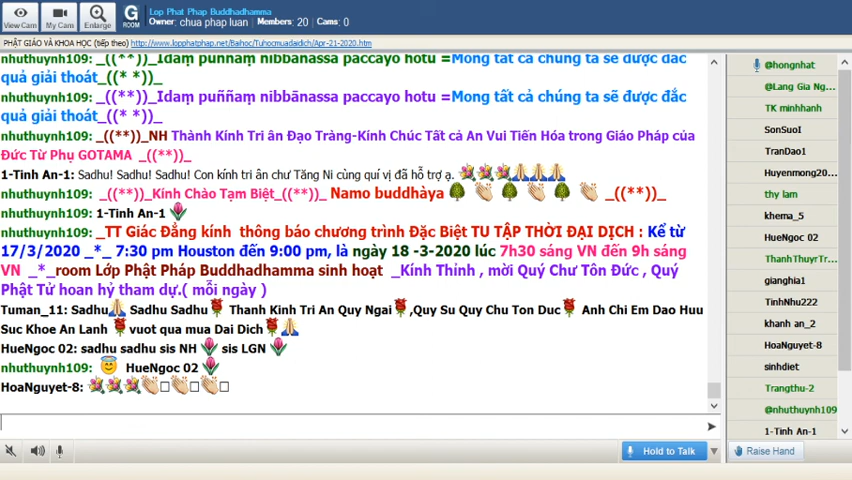 Lop Phat Phap Buddhadhamma
Owner: chua phap luan Members: 20 Cams: 0
View Cam
My Cam
Enlarge
G
ROOM
PHẬT GIÁO VÀ KHOA HỌC (tiếp theo) http://www.lopphatphap.net/Baihoc/Tuhocmuadaidich/Apr-21-2020.htm
nhuthuynh109: _((**)_Idaṃ puññaṃ nibbānassa paccayo hotu =Mong tất cả chúng ta sẽ được đắc
quả giải thoát_((* *)_
nhuthuynh109: _((**)_Idaṃ puññaṃ nibbānassa paccayo hotu =Mong tất cả chúng ta sẽ được đắc
quả giải thoát_((* *)_
nhuthuynh109: _((**)_NH Thành Kính Tri ân Đạo Tràng-Kính Chúc Tất cả An Vui Tiến Hóa trong Giáo Pháp của
Đức Từ Phụ GOTAMA _((**)_
1-Tinh An-1: Sadhu! Sadhu! Sadhu! Con kính tri ân chư Tăng Ni cùng quí vị đã hỗ trợ ạ.
nhuthuynh109: _((**)_Kính Chào Tạm Biệt_((**)_ Namo buddhàya _((**)_
nhuthuynh109: 1-Tinh An-1
nhuthuynh109: _TT Giác Đẳng kính thông báo chương trình Đặc Biệt TU TẬP THỜI ĐẠI DỊCH : Kể từ
17/3/2020 _*_ 7:30 pm Houston đến 9:00 pm, là ngày 18 -3-2020 lúc 7h30 sáng VN đến 9h sáng
VN _*_room Lớp Phật Pháp Buddhadhamma sinh hoạt _Kính Thỉnh , mời Quý Chư Tôn Đức , Quý
Phật Tử hoan hỷ tham dự.( mỗi ngày )
Tuman_11: Sadhu Sadhu Sadhu Thanh Kinh Tri An Quy Ngai ,Quy Su Quy Chu Ton Duc Anh Chi Em Dao Huu
Suc Khoe An Lanh vuot qua mua Dai Dich
HueNgoc 02: sadhu sadhu sis NH sis LGN
nhuthuynh109: HueNgoc 02
HoaNguyet-8:
Hold to Talk
@hongnhat
@Lang Gia Ng...
TK minhhanh
SonSuoI
TranDao1
Huyenmong20...
thy lam
khema_5
HueNgoc 02
ThanhThuyrTr...
gianghia1
TinhNhu222
khanh an_2
HoaNguyet-8
sinhdiet
Trangthu-2
@nhuthuynh109
1-Tinh An-1
Raise Hand